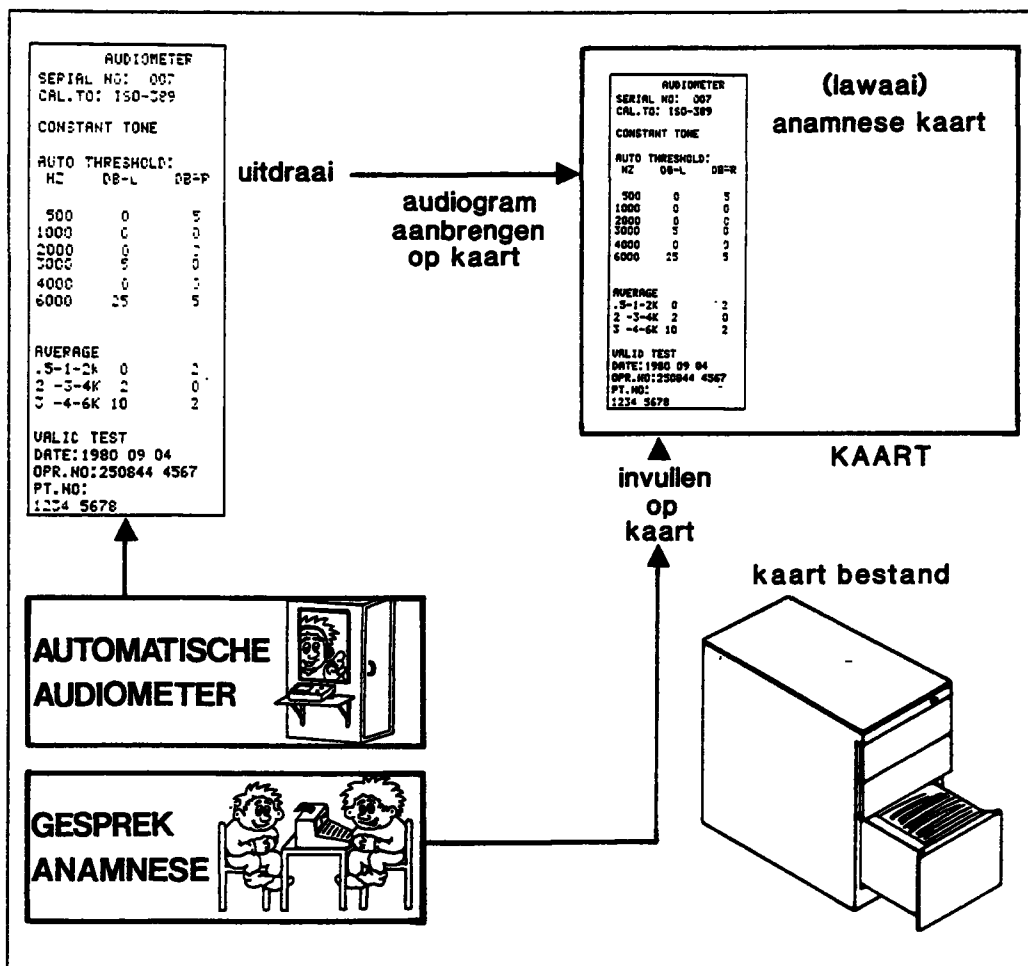 AUDIOMETER
SERIAL NO: 007
CAL.TO: ISO-389
CONSTANT TONE
AUTO THRESHOLD:
HZ DB-L DB-R
500 0 5
1000 0 0
2000 0 0
3000 5 0
4000 0 0
6000 25 5
AVERAGE
.5-1-2K 0 2
2 -3-4K 2 0
3 -4-6K 10 2
VALID TEST
DATE:1980 09 04
OPR.NO:250844 4567
PT.NO:
1234 5678
uitdraai
audiogram
aanbrengen
op kaart
AUDIOMETER
SERIAL NO: 007
CAL.TO: ISO-389
CONSTANT TONE
AUTO THRESHOLD:
HZ DB-L DB-R
500 0 5
1000 0 0
2000 0 0
3000 5 0
4000 0 0
6000 25 5
AVERAGE
.5-1-2K 0 2
2 -3-4K 2 0
3 -4-6K 10 2
VALID TEST
DATE:1980 09 04
OPR.NO:250844 4567
PT.NO:
1234 5678
(lawaai)
anamnese kaart
KAART
invullen
op
kaart
kaart bestand
AUTOMATISCHE
AUDIOMETER
GESPREK
ANAMNESE